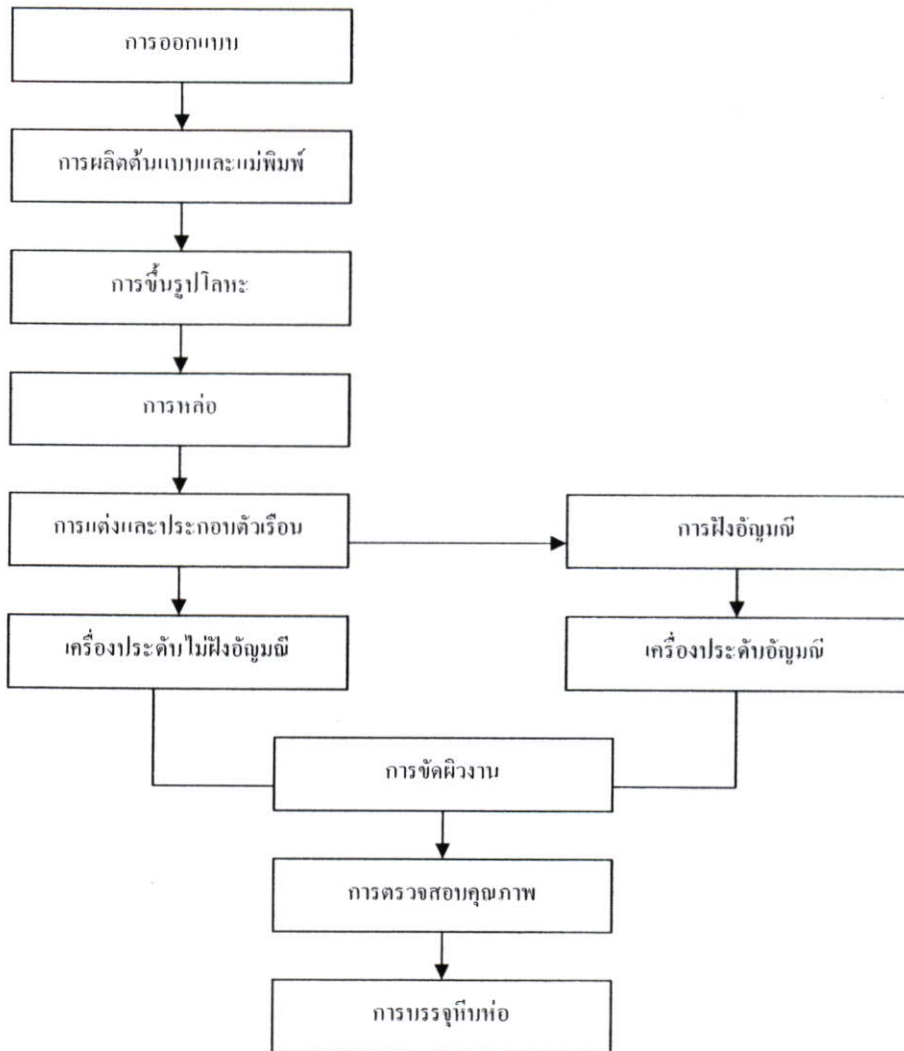 การออกแบบ
การผลิตต้นแบบและแม่พิมพ์
การขึ้นรูปโลหะ
การหล่อ
การแต่งและประกอบตัวเรือน
การฝังอัญมณี
เครื่องประดับไม่ฝังอัญมณี
เครื่องประดับอัญมณี
การขัดผิวงาน
การตรวจสอบคุณภาพ
การบรรจุหีบห่อ